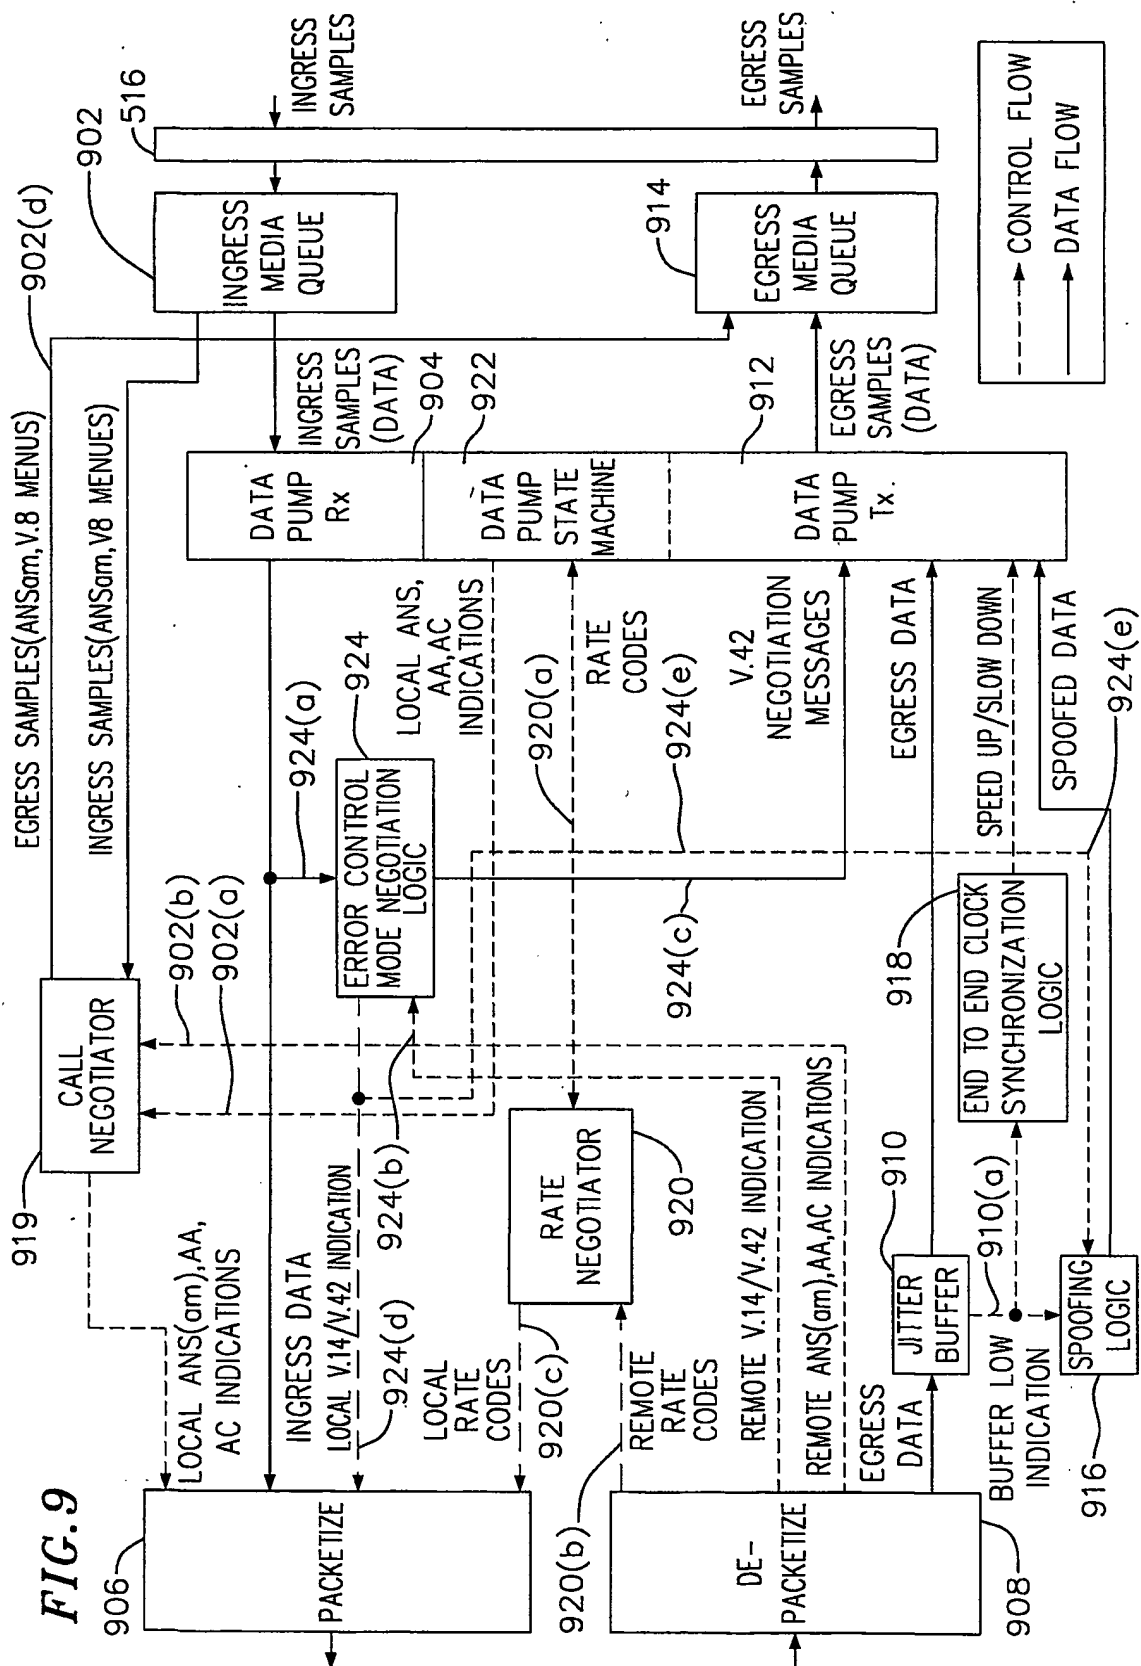 FIG. 9
906
PACKETIZE
LOCAL ANS(am),AA,
AC INDICATIONS
919
CALL
NEGOTIATOR
902(b)
902(a)
EGRESS SAMPLES(ANSam,V.8 MENUS)
INGRESS SAMPLES(ANSam,V8 MENUES)
902(d)
902
INGRESS
MEDIA
QUEUE
516
INGRESS
SAMPLES
INGRESS DATA
LOCAL V.14/V.42 INDICATION
924(d)
924(b)
ERROR CONTROL
MODE NEGOTIATION
LOGIC
924(a)
924
DATA
PUMP
Rx
INGRESS
SAMPLES
(DATA)
904
922
DATA
PUMP
STATE
MACHINE
LOCAL ANS,
AA,AC
INDICATIONS
920(a)
LOCAL
RATE
CODES
920(c)
RATE
NEGOTIATOR
920
RATE
CODES
924(e)
924(c)
V.42
NEGOTIATION
MESSAGES
DATA
PUMP
Tx.
912
EGRESS
SAMPLES
(DATA)
914
EGRESS
MEDIA
QUEUE
EGRESS
SAMPLES
920(b)
REMOTE
RATE
CODES
DE-
PACKETIZE
908
REMOTE V.14/V.42 INDICATION
REMOTE ANS(am),AA,AC INDICATIONS
EGRESS
DATA
JITTER
BUFFER
910
910(a)
EGRESS DATA
918
END TO END CLOCK
SYNCHRONIZATION
LOGIC
SPEED UP/SLOW DOWN
BUFFER LOW
INDICATION
916
SPOOFING
LOGIC
SPOOFED DATA
924(e)
CONTROL FLOW
DATA FLOW